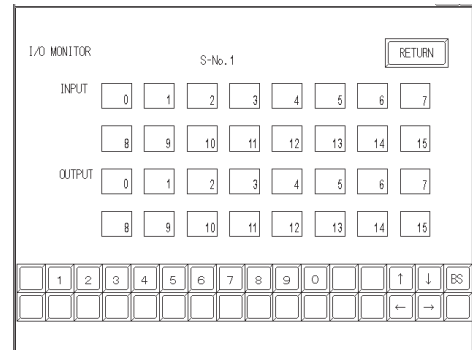 I/O MONITOR
S-No.1
RETURN
INPUT
0 1 2 3 4 5 6 7
8 9 10 11 12 13 14 15
OUTPUT
0 1 2 3 4 5 6 7
8 9 10 11 12 13 14 15
1 2 3 4 5 6 7 8 9 0 ↑ ↓ BS
← →